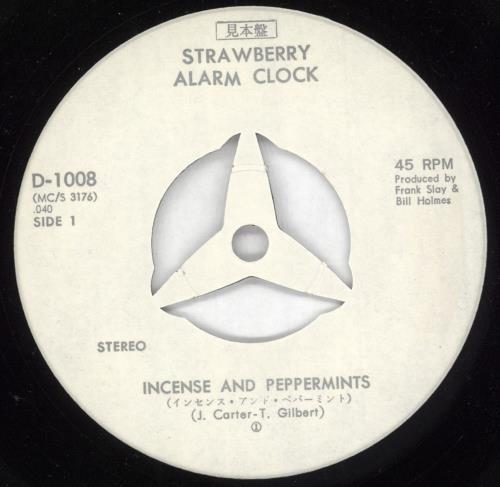 見本盤
STRAWBERRY
ALARM CLOCK
D-1008
(MC/S 3176)
.040
SIDE 1
45 RPM
Produced by
Frank Slay &
Bill Holmes
STEREO
INCENSE AND PEPPERMINTS
(インセンス・アンド・ペパーミント)
(J. Carter-T. Gilbert)
①